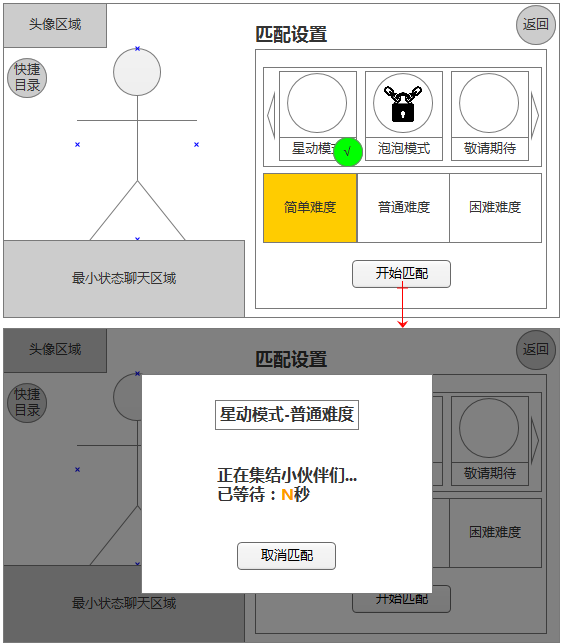 头像区域
返回
匹配设置
快捷
目录
星动模式
√
泡泡模式
敬请期待
简单难度
普通难度
困难难度
最小状态聊天区域
开始匹配
头像区域
返回
匹配设置
快捷
目录
星动模式-普通难度
敬请期待
正在集结小伙伴们...
已等待：N秒
困难难度
取消匹配
最小状态聊天区域
开始匹配